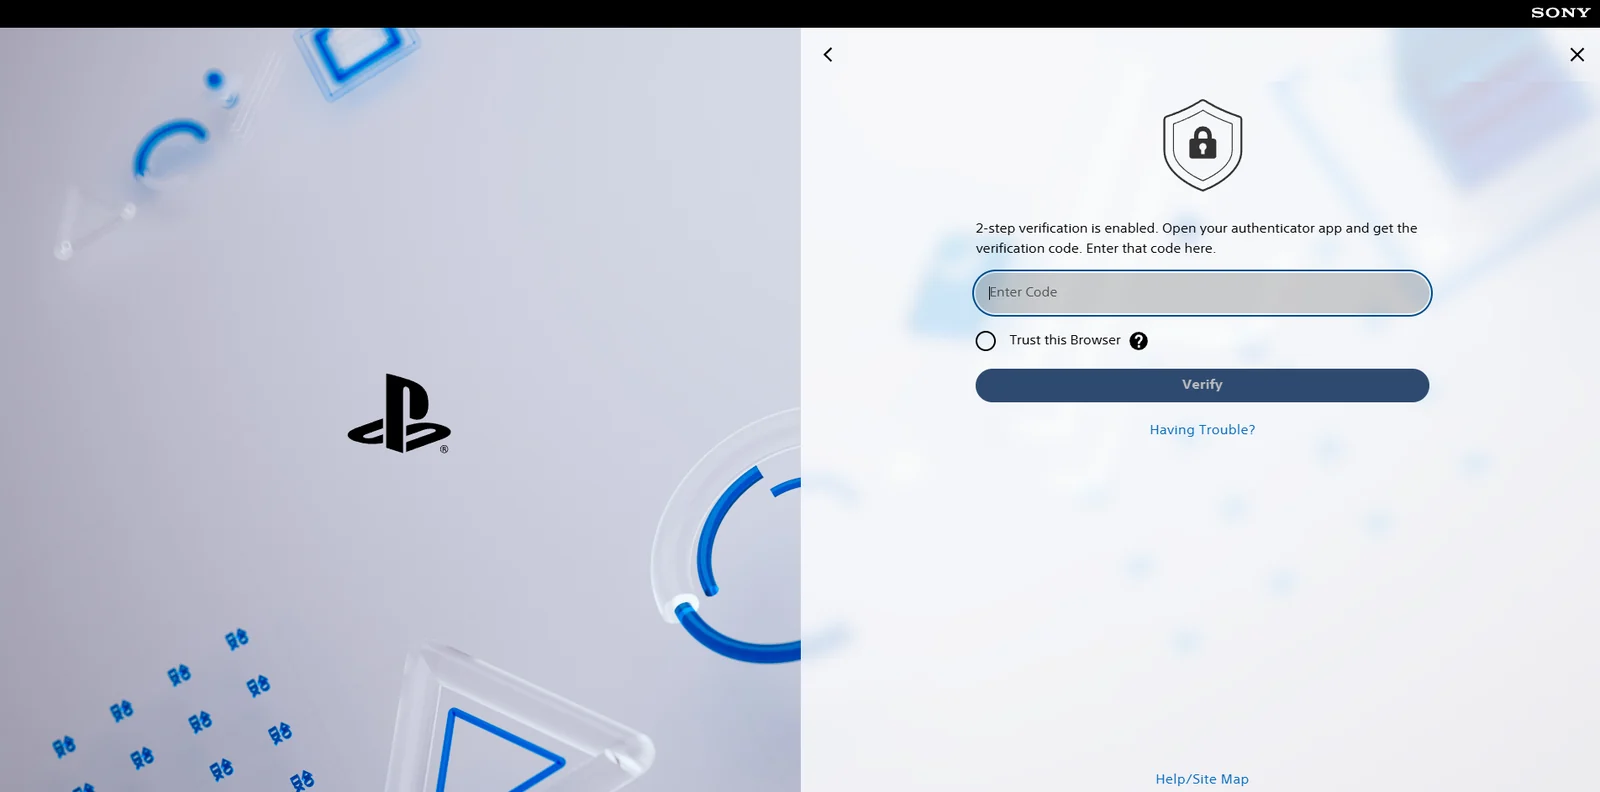 SONY
2-step verification is enabled. Open your authenticator app and get the
verification code. Enter that code here.
Enter Code
Trust this Browser ?
Verify
Having Trouble?
®
Help/Site Map